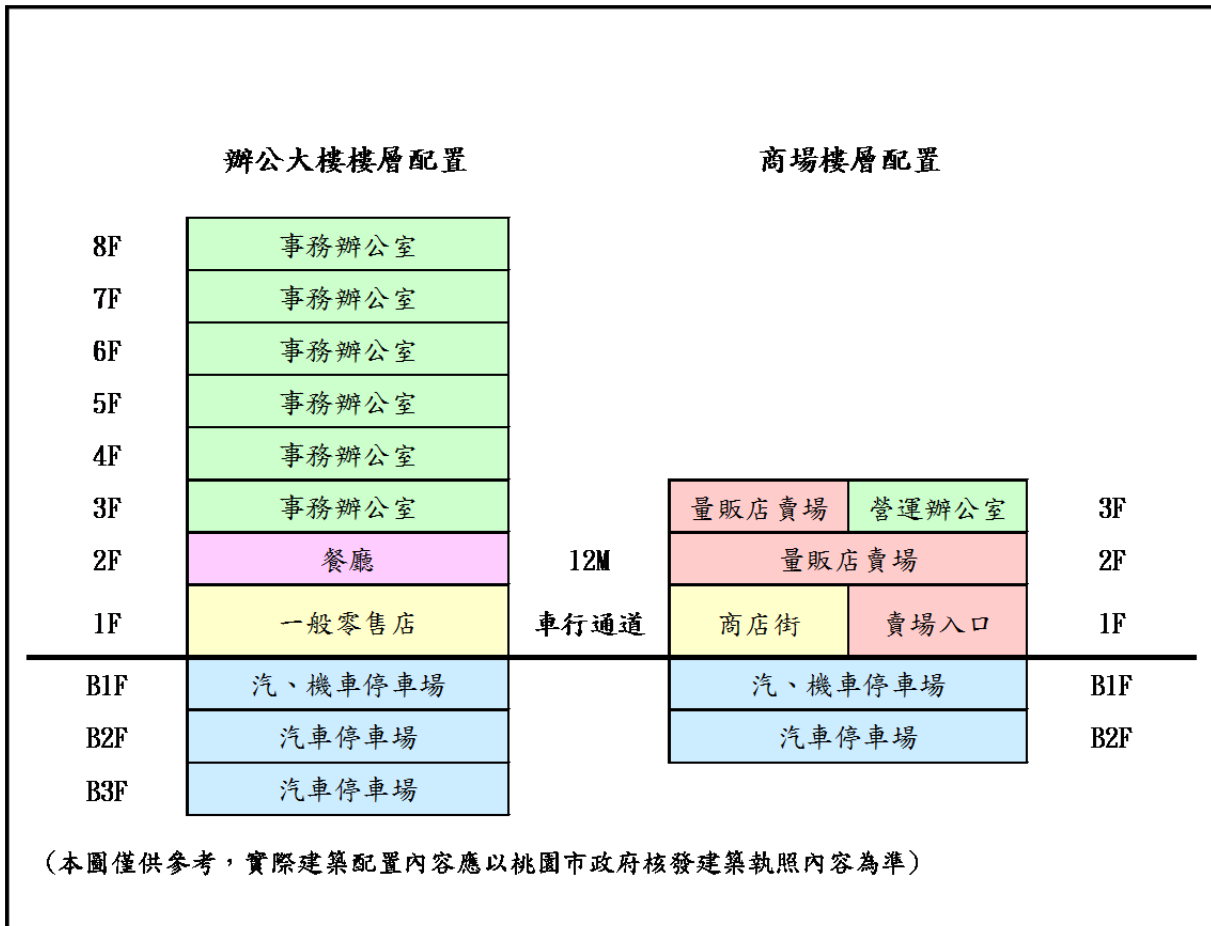 辦公大樓樓層配置 商場樓層配置
8F 事務辦公室
7F 事務辦公室
6F 事務辦公室
5F 事務辦公室
4F 事務辦公室
3F 事務辦公室 量販店賣場 營運辦公室 3F
2F 餐廳 12M 量販店賣場 2F
1F 一般零售店 車行通道 商店街 賣場入口 1F
B1F 汽、機車停車場 汽、機車停車場 B1F
B2F 汽車停車場 汽車停車場 B2F
B3F 汽車停車場
(本圖僅供參考，實際建築配置內容應以桃園市政府核發建築執照內容為準)